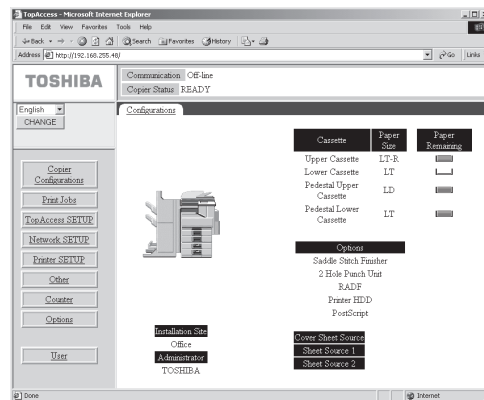 TopAccess - Microsoft Internet Explorer
File Edit View Favorites Tools Help
Back Search Favorites History
Address http://192.168.255.48/ Go Links
TOSHIBA
Communication Off-line
Copier Status READY
English
CHANGE
Configurations
Copier
Configurations
Print Jobs
TopAccess SETUP
Network SETUP
Printer SETUP
Other
Counter
Options
User
Cassette Paper Size Paper Remaining
Upper Cassette LT-R
Lower Cassette LT
Pedestal Upper Cassette LD
Pedestal Lower Cassette LT
Options
Saddle Stitch Finisher
2 Hole Punch Unit
RADF
Printer HDD
PostScript
Installation Site
Office
Administrator
TOSHIBA
Cover Sheet Source
Sheet Source 1
Sheet Source 2
Done Internet